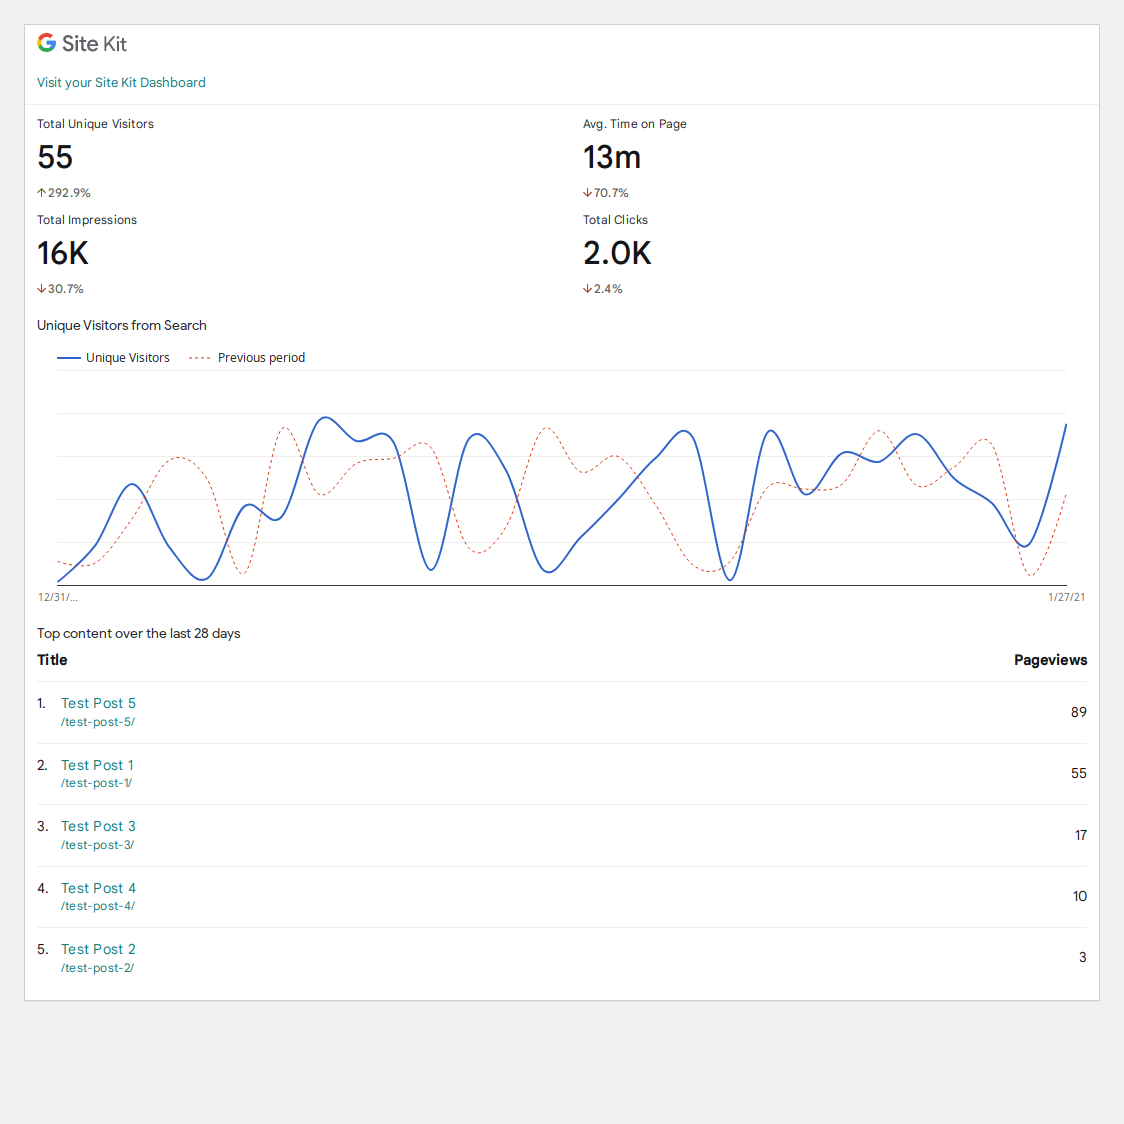 Site Kit
Visit your Site Kit Dashboard
Total Unique Visitors
55
↑292.9%
Avg. Time on Page
13m
↓70.7%
Total Impressions
16K
↓30.7%
Total Clicks
2.0K
↓2.4%
Unique Visitors from Search
Unique Visitors
Previous period
12/31/...
1/27/21
Top content over the last 28 days
Title Pageviews
1. Test Post 5
/test-post-5/
89
2. Test Post 1
/test-post-1/
55
3. Test Post 3
/test-post-3/
17
4. Test Post 4
/test-post-4/
10
5. Test Post 2
/test-post-2/
3